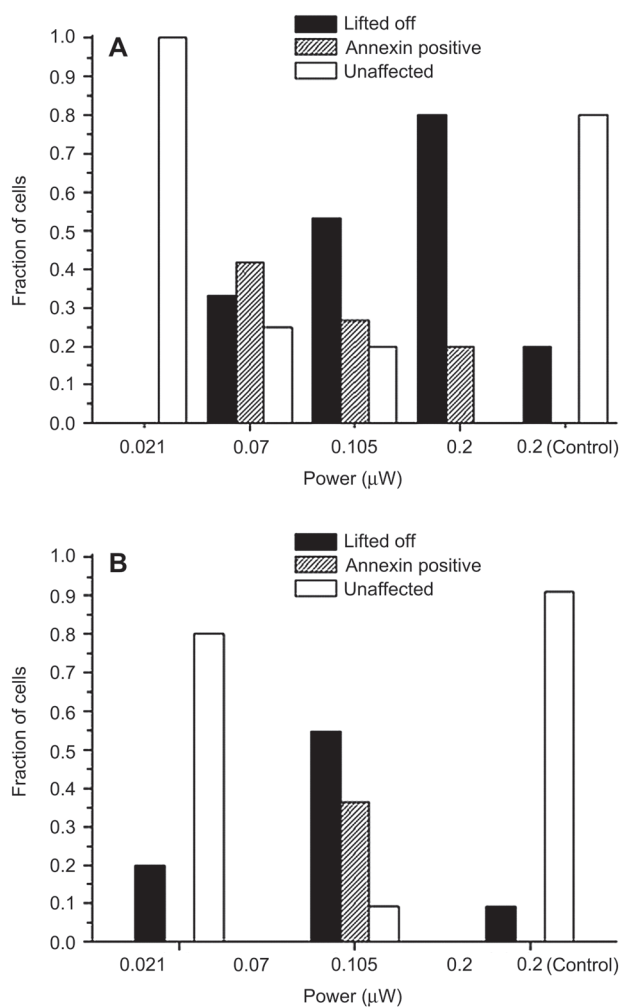 A
Lifted off
Annexin positive
Unaffected
1.0
0.9
0.8
0.7
0.6
0.5
0.4
0.3
0.2
0.1
0.0
Fraction of cells
0.021 0.07 0.105 0.2 0.2 (Control)
Power (μW)
B
Lifted off
Annexin positive
Unaffected
1.0
0.9
0.8
0.7
0.6
0.5
0.4
0.3
0.2
0.1
0.0
Fraction of cells
0.021 0.07 0.105 0.2 0.2 (Control)
Power (μW)